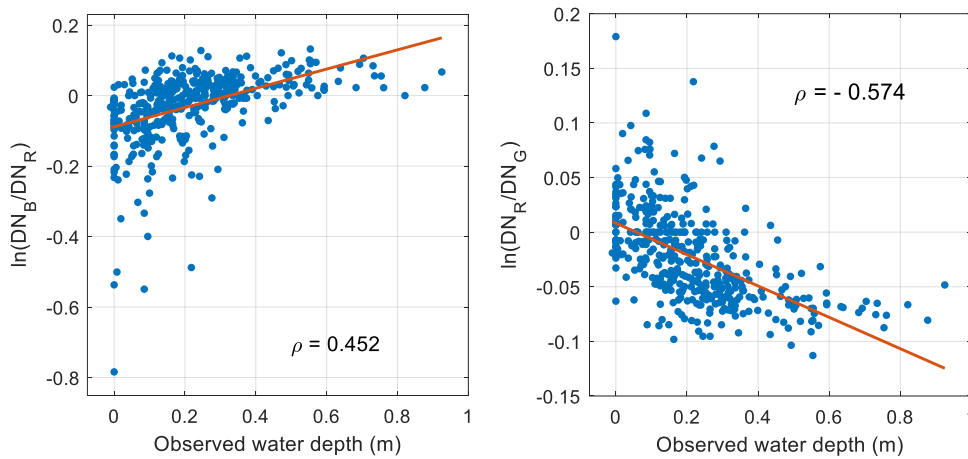 0.2
0
-0.2
-0.4
-0.6
-0.8
ln(DN_B/DN_R)
ρ = 0.452
0 0.2 0.4 0.6 0.8 1
Observed water depth (m)
0.2
0.15
0.1
0.05
0
-0.05
-0.1
-0.15
ln(DN_R/DN_G)
ρ = - 0.574
0 0.2 0.4 0.6 0.8
Observed water depth (m)